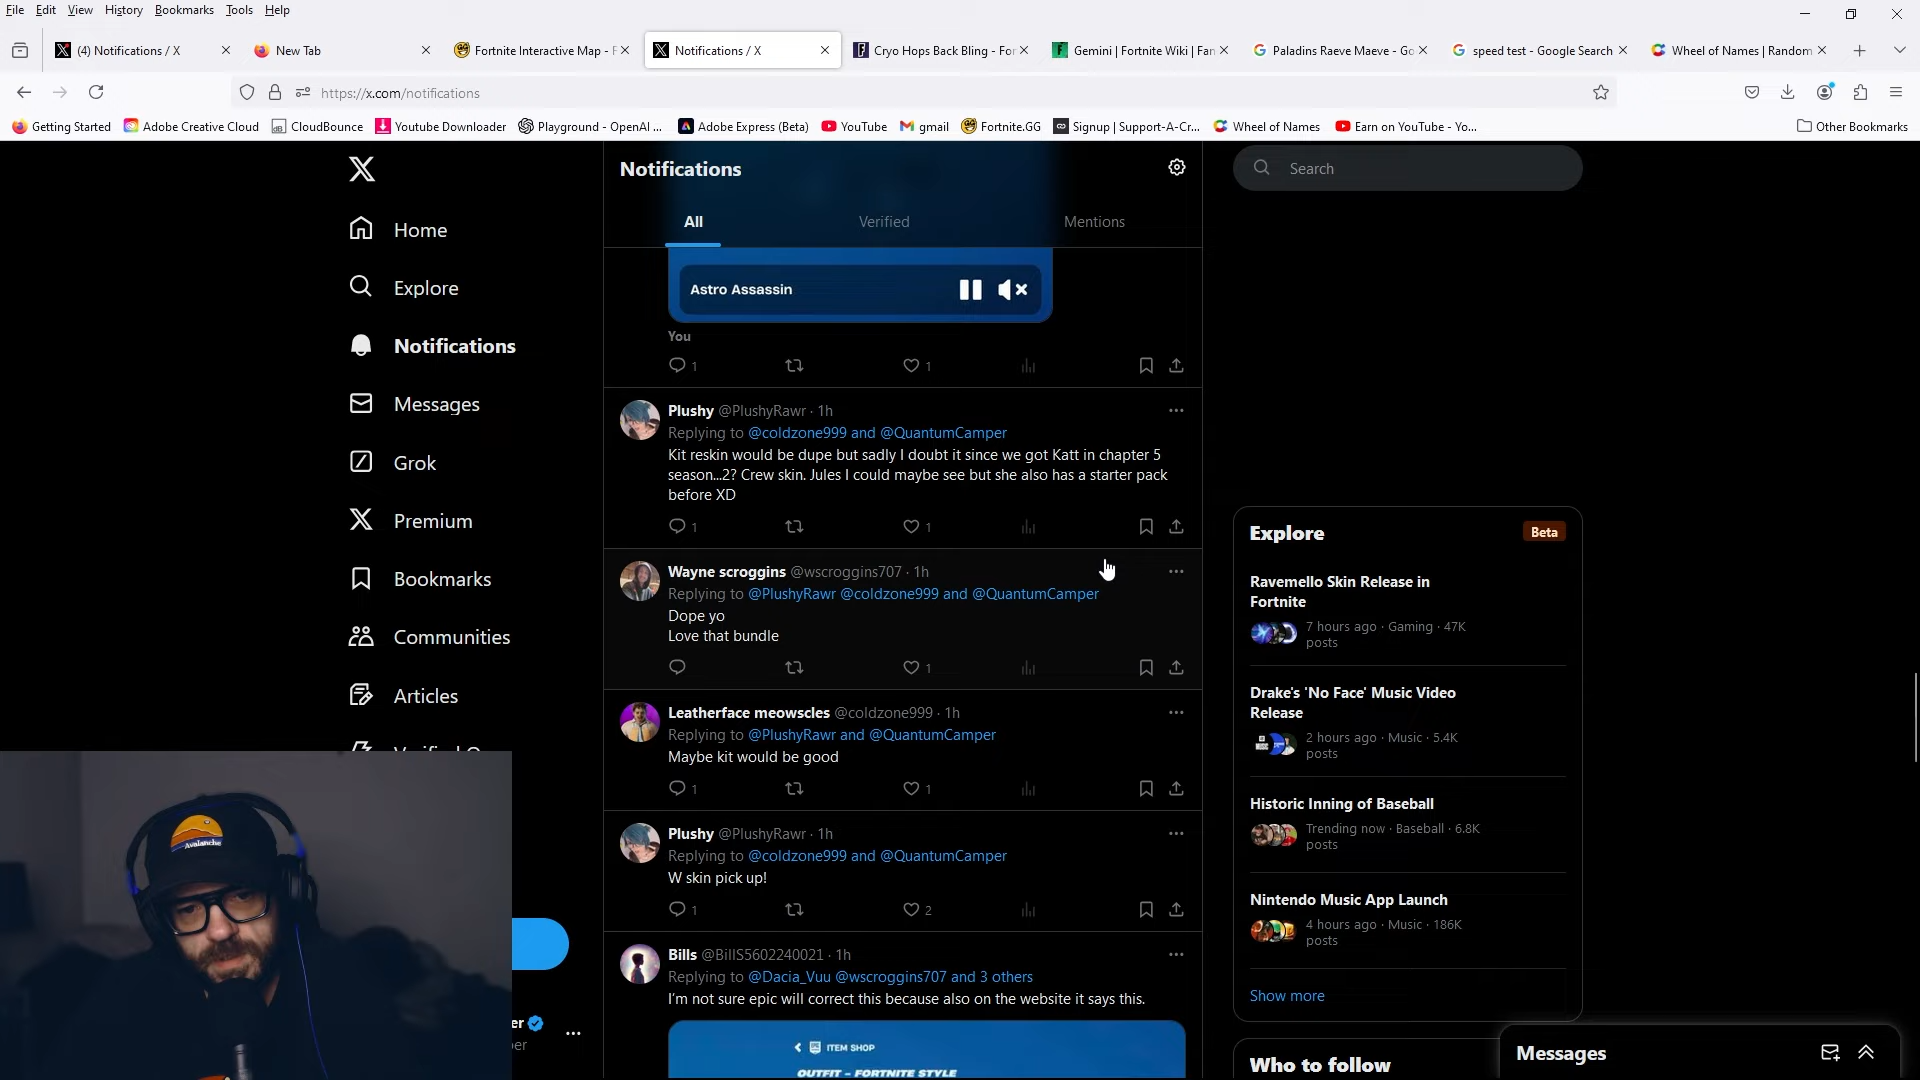 File Edit View History Bookmarks Tools Help
(4) Notifications / X
New Tab
Fortnite Interactive Map - F
Notifications / X
Cryo Hops Back Bling - For
Gemini | Fortnite Wiki | Fan
Paladins Raeve Maeve - Go
speed test - Google Search
Wheel of Names | Random
https://x.com/notifications
Getting Started
Adobe Creative Cloud
CloudBounce
Youtube Downloader
Playground - OpenAI ...
Adobe Express (Beta)
YouTube
gmail
Fortnite.GG
Signup | Support-A-Cr...
Wheel of Names
Earn on YouTube - Yo...
Other Bookmarks
Home
Explore
Notifications
Messages
Grok
Premium
Bookmarks
Communities
Articles
Avalanche
er
Notifications
All Verified Mentions
Astro Assassin
You
1 1
Plushy @PlushyRawr · 1h
Replying to @coldzone999 and @QuantumCamper
Kit reskin would be dupe but sadly I doubt it since we got Katt in chapter 5
season...2? Crew skin. Jules I could maybe see but she also has a starter pack
before XD
1 1
Wayne scroggins @wscroggins707 · 1h
Replying to @PlushyRawr @coldzone999 and @QuantumCamper
Dope yo
Love that bundle
1
Leatherface meowscles @coldzone999 · 1h
Replying to @PlushyRawr and @QuantumCamper
Maybe kit would be good
1 1
Plushy @PlushyRawr · 1h
Replying to @coldzone999 and @QuantumCamper
W skin pick up!
1 2
Bills @BillS5602240021 · 1h
Replying to @Dacia_Vuu @wscroggins707 and 3 others
I'm not sure epic will correct this because also on the website it says this.
ITEM SHOP
OUTFIT – FORTNITE STYLE
Search
Explore Beta
Ravemello Skin Release in
Fortnite
7 hours ago · Gaming · 47K
posts
Drake's 'No Face' Music Video
Release
2 hours ago · Music · 5.4K
posts
Historic Inning of Baseball
Trending now · Baseball · 6.8K
posts
Nintendo Music App Launch
4 hours ago · Music · 186K
posts
Show more
Who to follow
Messages